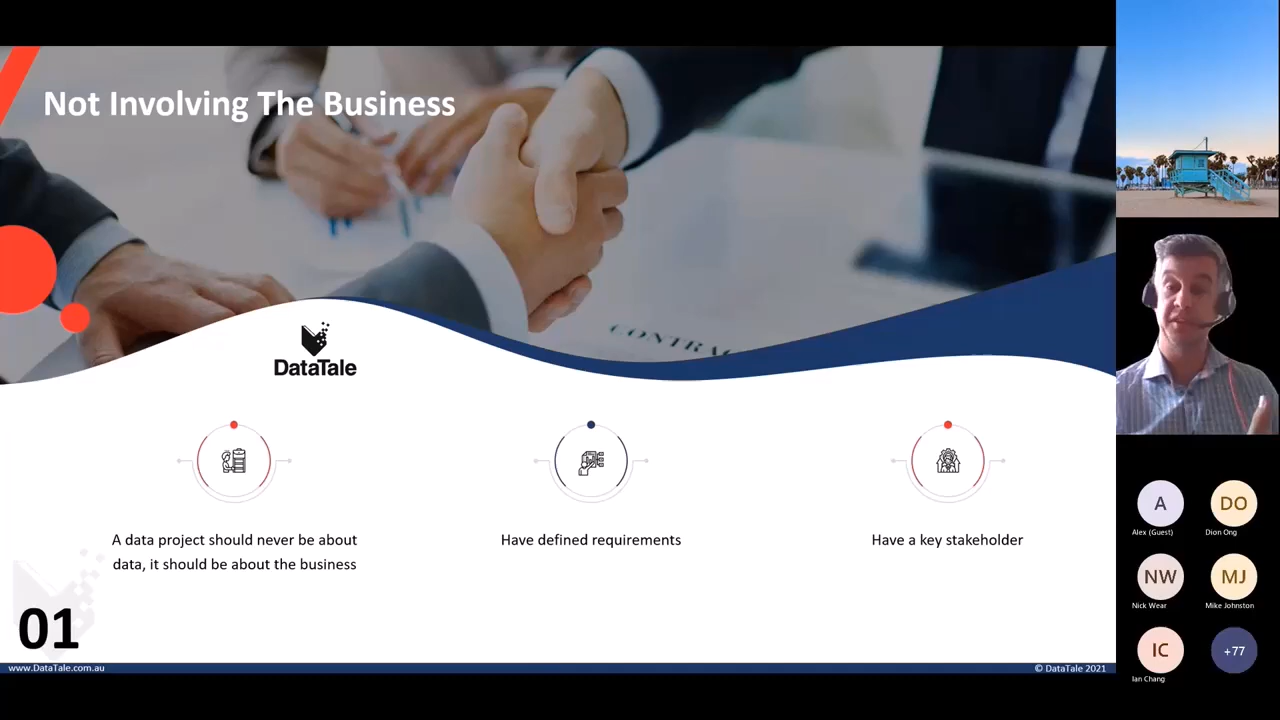 Not Involving The Business
CONTRAC
DataTale
A data project should never be about
data, it should be about the business
Have defined requirements
Have a key stakeholder
01
www.DataTale.com.au
© DataTale 2021
A
DO
Alex (Guest)
Dion Ong
NW
MJ
Nick Wear
Mike Johnston
IC
+77
Ian Chang